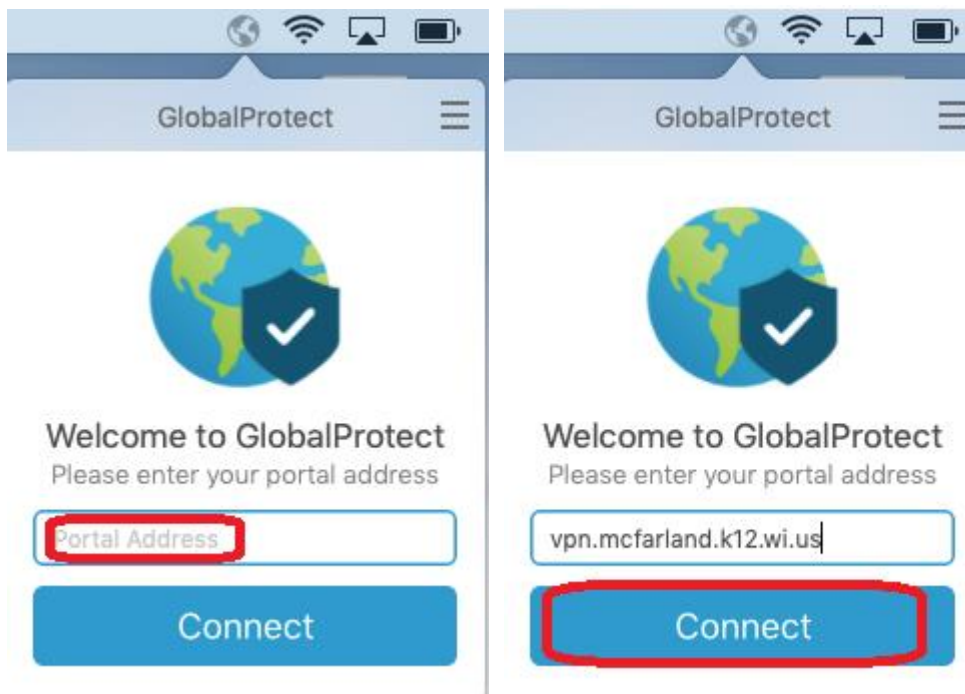 GlobalProtect
Welcome to GlobalProtect
Please enter your portal address
Portal Address
Connect
GlobalProtect
Welcome to GlobalProtect
Please enter your portal address
vpn.mcfarland.k12.wi.us
Connect